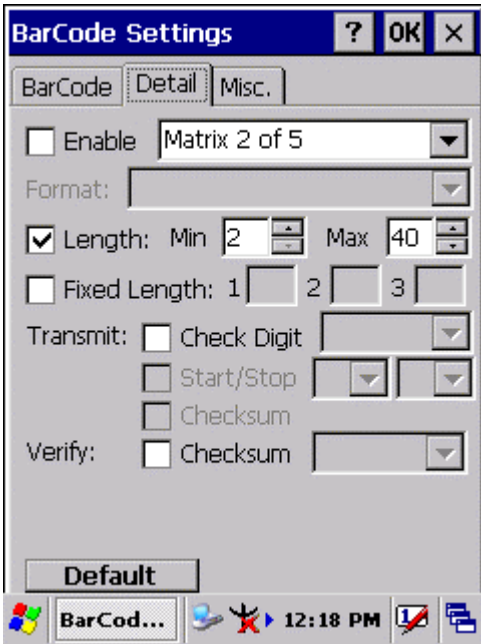 BarCode Settings ? OK ×
BarCode Detail Misc.
Enable Matrix 2 of 5
Format:
Length: Min 2 Max 40
Fixed Length: 1 2 3
Transmit: Check Digit
Start/Stop
Checksum
Verify: Checksum
Default
BarCod... 12:18 PM 1